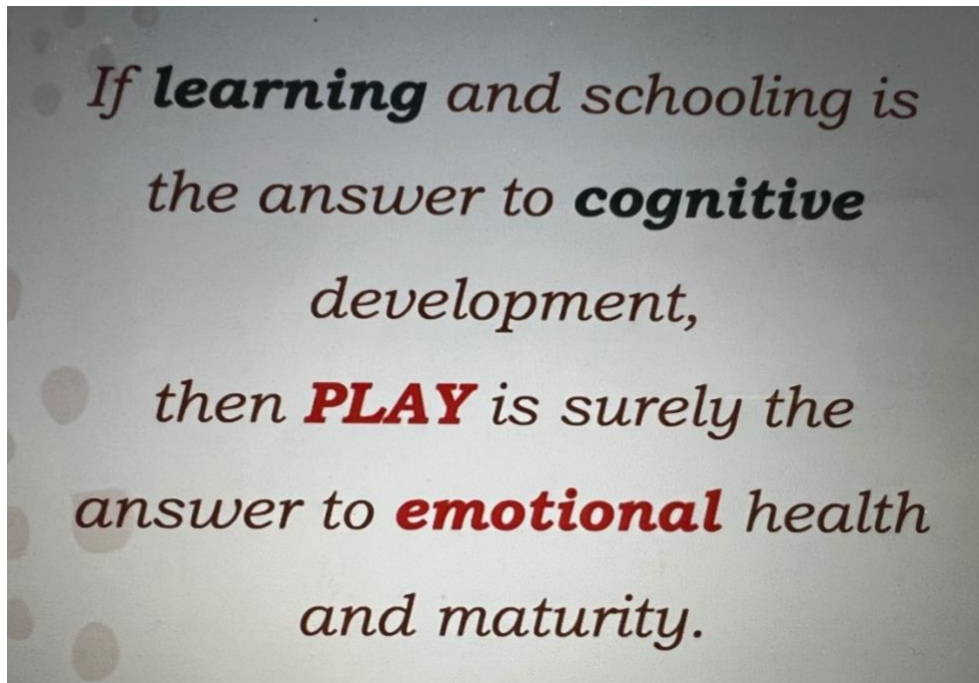 If learning and schooling is
the answer to cognitive
development,
then PLAY is surely the
answer to emotional health
and maturity.